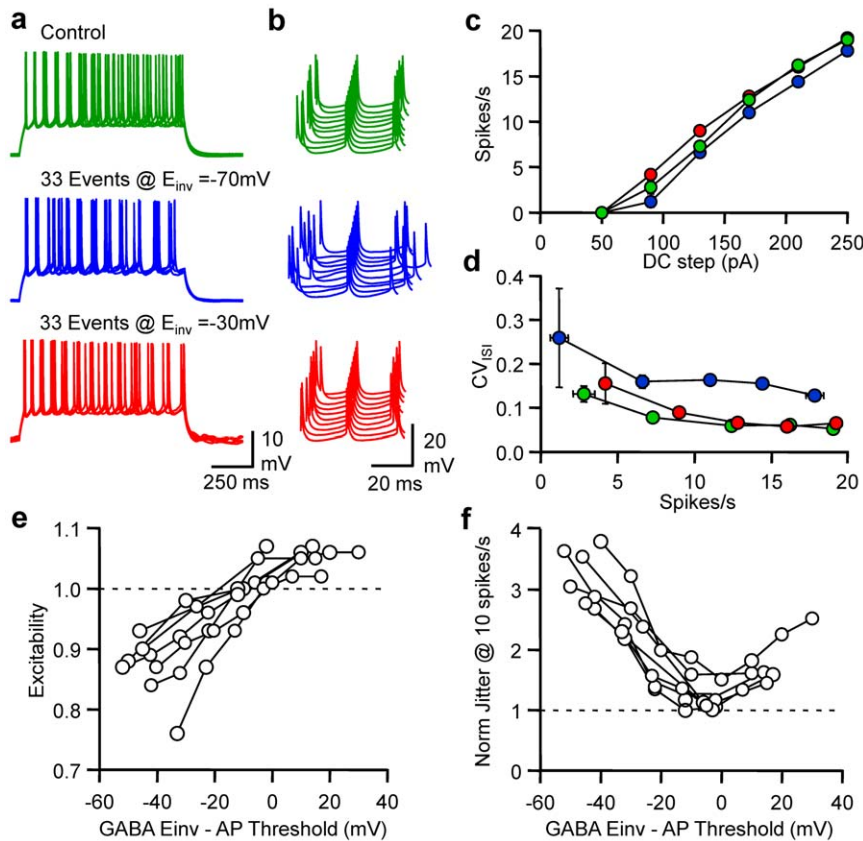 a
Control
33 Events @ Einv =-70mV
33 Events @ Einv =-30mV
10
mV
250 ms
b
20
mV
20 ms
c
Spikes/s
20
15
10
5
0
0 50 100 150 200 250
DC step (pA)
d
CVISI
0.4
0.3
0.2
0.1
0.0
0 5 10 15 20
Spikes/s
e
Excitability
1.1
1.0
0.9
0.8
0.7
-60 -40 -20 0 20 40
GABA Einv - AP Threshold (mV)
f
Norm Jitter @ 10 spikes/s
4
3
2
1
0
-60 -40 -20 0 20 40
GABA Einv - AP Threshold (mV)